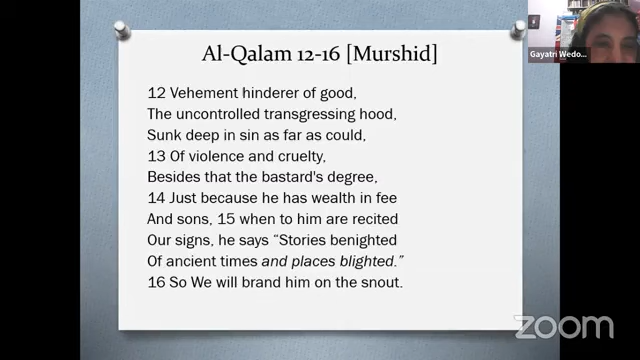 Al-Qalam 12-16 [Murshid]
12 Vehement hinderer of good,
The uncontrolled transgressing hood,
Sunk deep in sin as far as could,
13 Of violence and cruelty,
Besides that the bastard's degree,
14 Just because he has wealth in fee
And sons, 15 when to him are recited
Our signs, he says “Stories benighted
Of ancient times and places blighted.”
16 So We will brand him on the snout.
Gayatri Wedo...
zoom